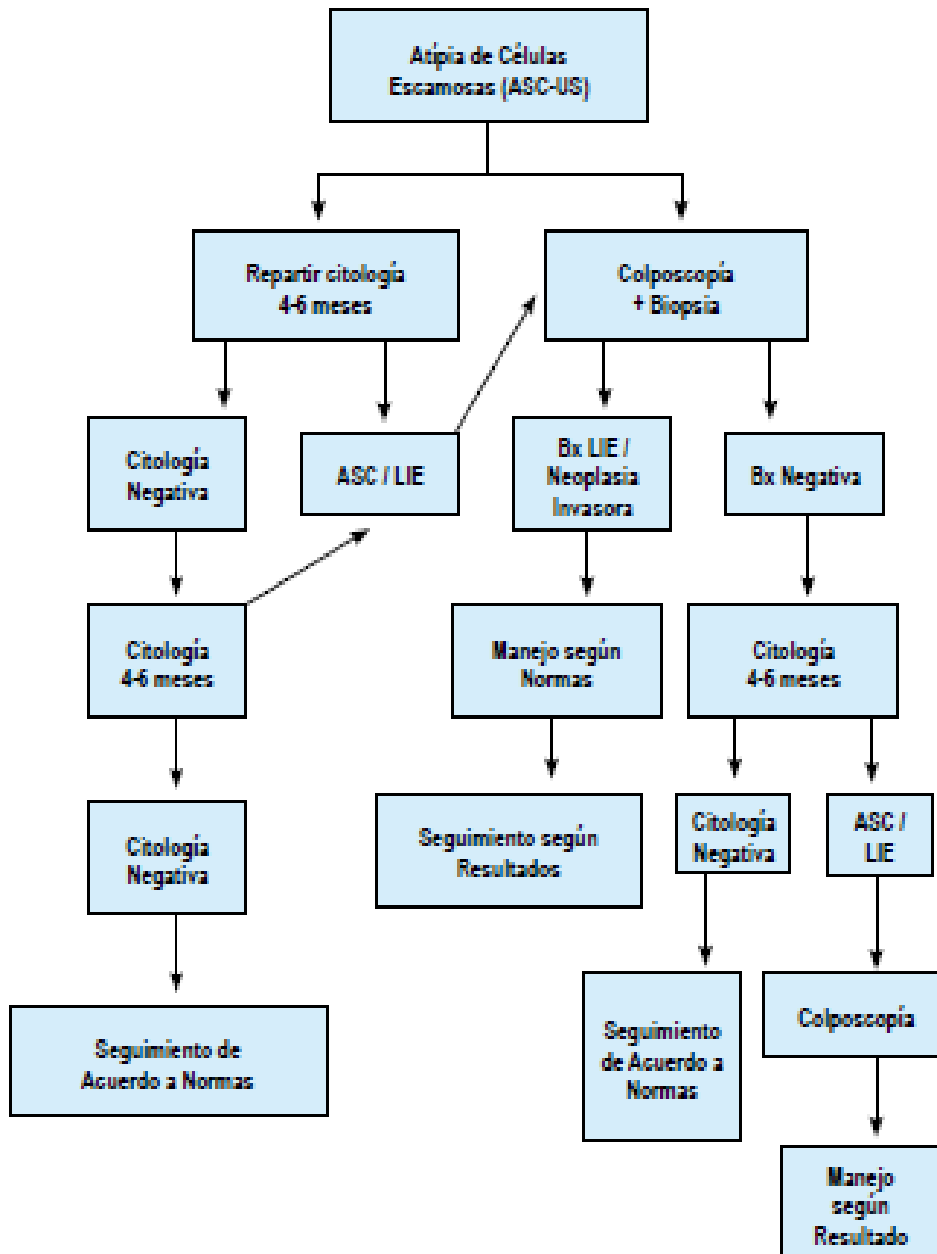 Atípia de Células
Escamosas (ASC-US)
Repartir citología
4-6 meses
Colposcopía
+ Biopsia
Citología
Negativa
ASC / LIE
Bx LIE /
Neoplasia
Invasora
Bx Negativa
Citología
4-6 meses
Manejo según
Normas
Citología
4-6 meses
Citología
Negativa
Seguimiento según
Resultados
Citología
Negativa
ASC /
LIE
Seguimiento de
Acuerdo a Normas
Seguimiento
de Acuerdo a
Normas
Colposcopía
Manejo
según
Resultado